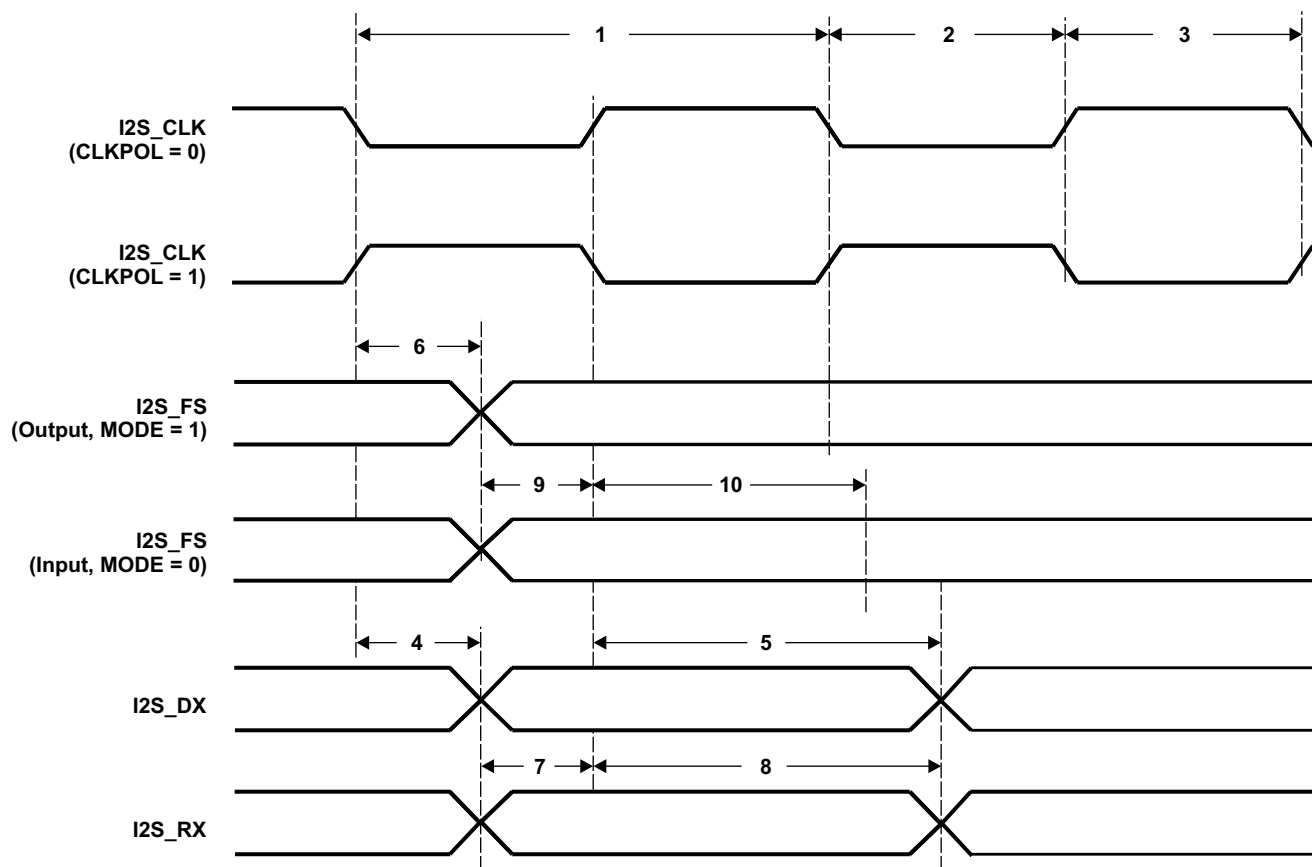 1
2
3
I2S_CLK
(CLKPOL = 0)
I2S_CLK
(CLKPOL = 1)
6
I2S_FS
(Output, MODE = 1)
9
10
I2S_FS
(Input, MODE = 0)
4
5
I2S_DX
7
8
I2S_RX